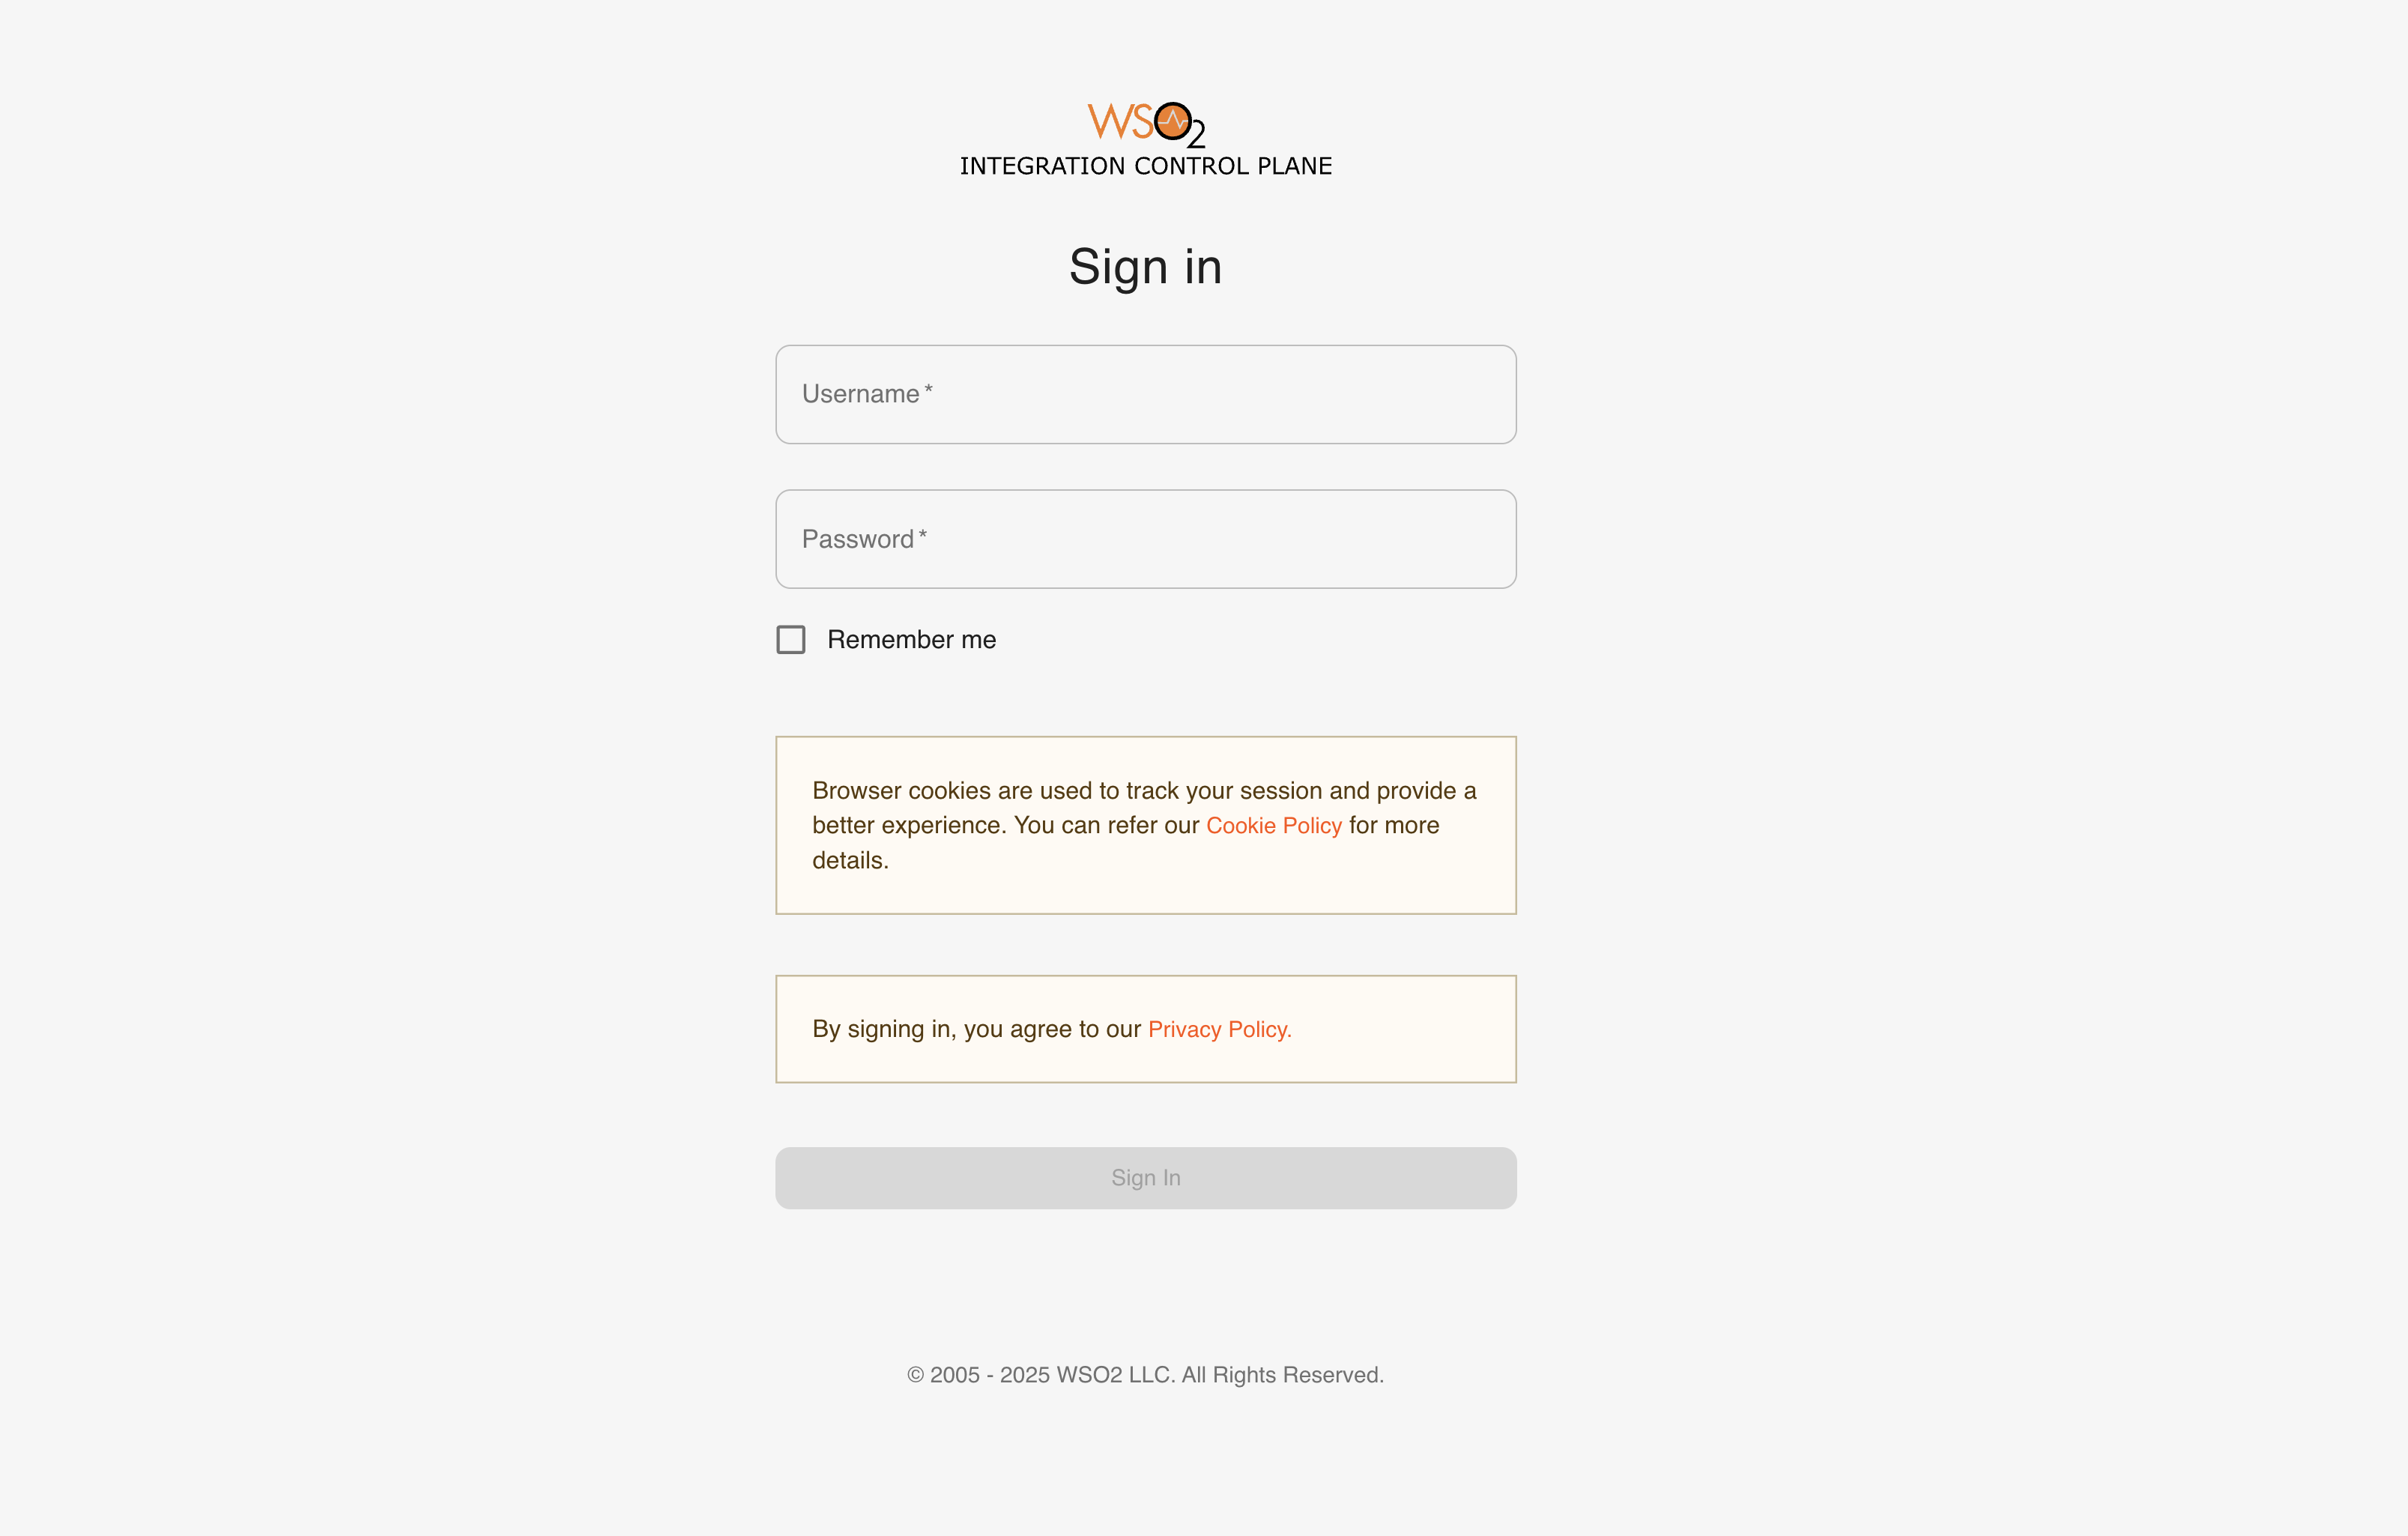 WSO2
INTEGRATION CONTROL PLANE
Sign in
Username *
Password *
Remember me
Browser cookies are used to track your session and provide a
better experience. You can refer our Cookie Policy for more
details.
By signing in, you agree to our Privacy Policy.
Sign In
© 2005 - 2025 WSO2 LLC. All Rights Reserved.